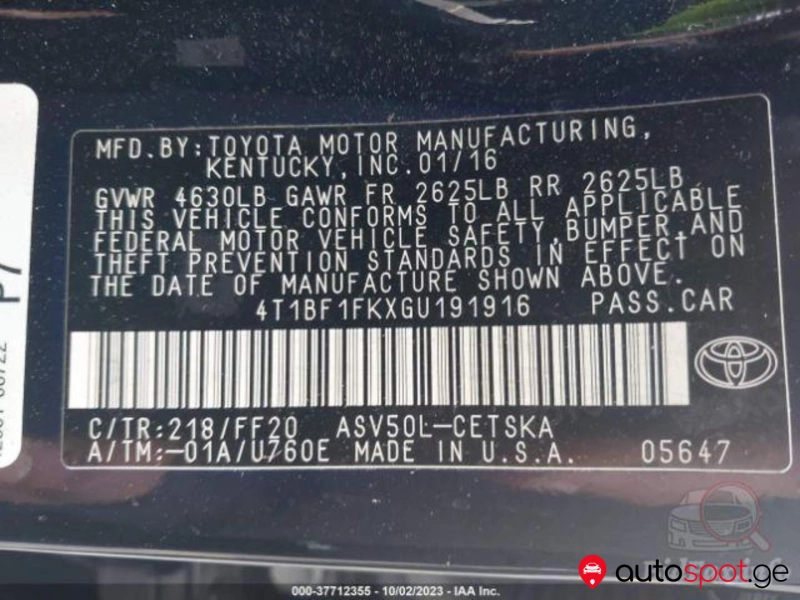 MFD.BY:TOYOTA MOTOR MANUFACTURING,
KENTUCKY,INC.01/16
GVWR 4630LB GAWR FR 2625LB RR 2625LB
THIS VEHICLE CONFORMS TO ALL APPLICABLE
FEDERAL MOTOR VEHICLE SAFETY,BUMPER,AND
THEFT PREVENTION STANDARDS IN EFFECT ON
THE DATE OF MANUFACTURE SHOWN ABOVE.
4T1BF1FKXGU191916 PASS.CAR
C/TR:218/FF20 ASV50L-CETSKA
A/TM:-01A/U760E MADE IN U.S.A. 05647
P7
autospot.ge
000-37712355 - 10/02/2023 - IAA Inc.